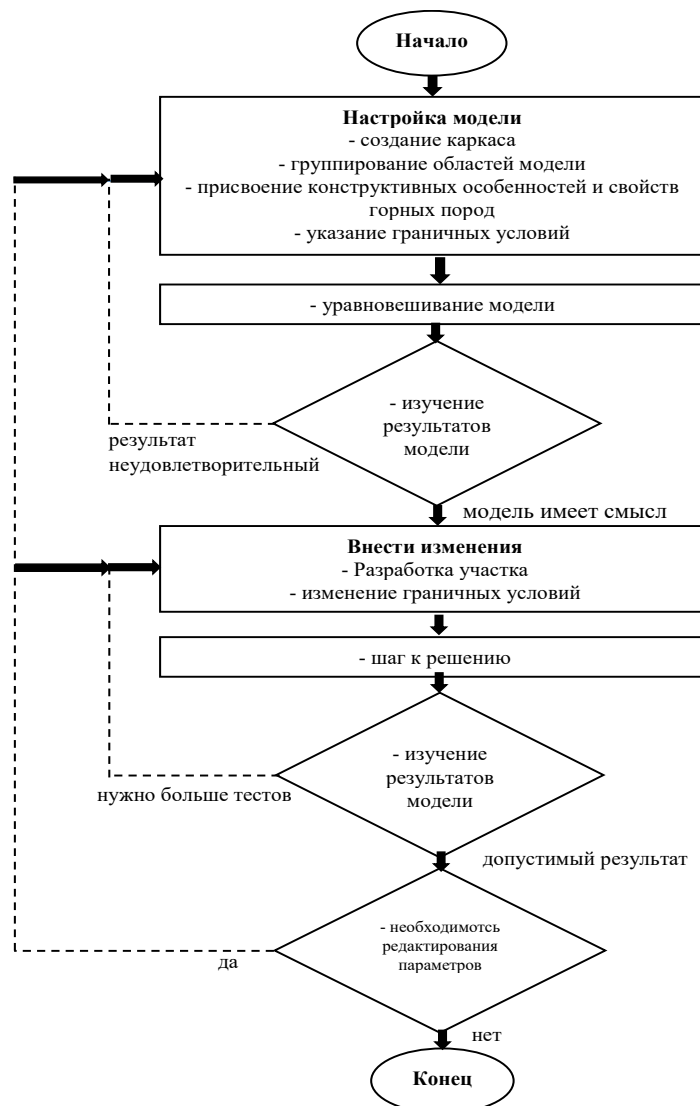 Начало
Настройка модели
- создание каркаса
- группирование областей модели
- присвоение конструктивных особенностей и свойств
горных пород
- указание граничных условий
- уравновешивание модели
- изучение
результатов
модели
результат
неудовлетворительный
модель имеет смысл
Внести изменения
- Разработка участка
- изменение граничных условий
- шаг к решению
- изучение
результатов
модели
нужно больше тестов
допустимый результат
- необходимотсь
редактирования
параметров
да
нет
Конец